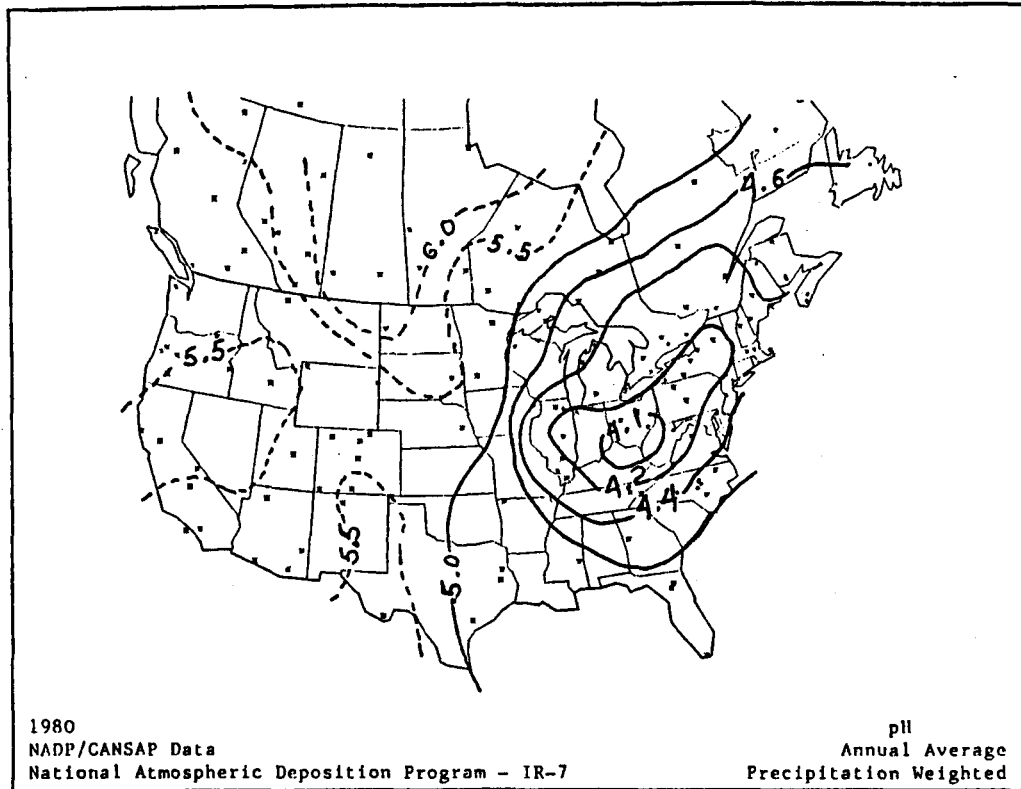 4.6
6.0
5.5
5.5
4.1
4.2
4.4
5.5
5.0
1980
NADP/CANSAP Data
National Atmospheric Deposition Program - IR-7
pH
Annual Average
Precipitation Weighted